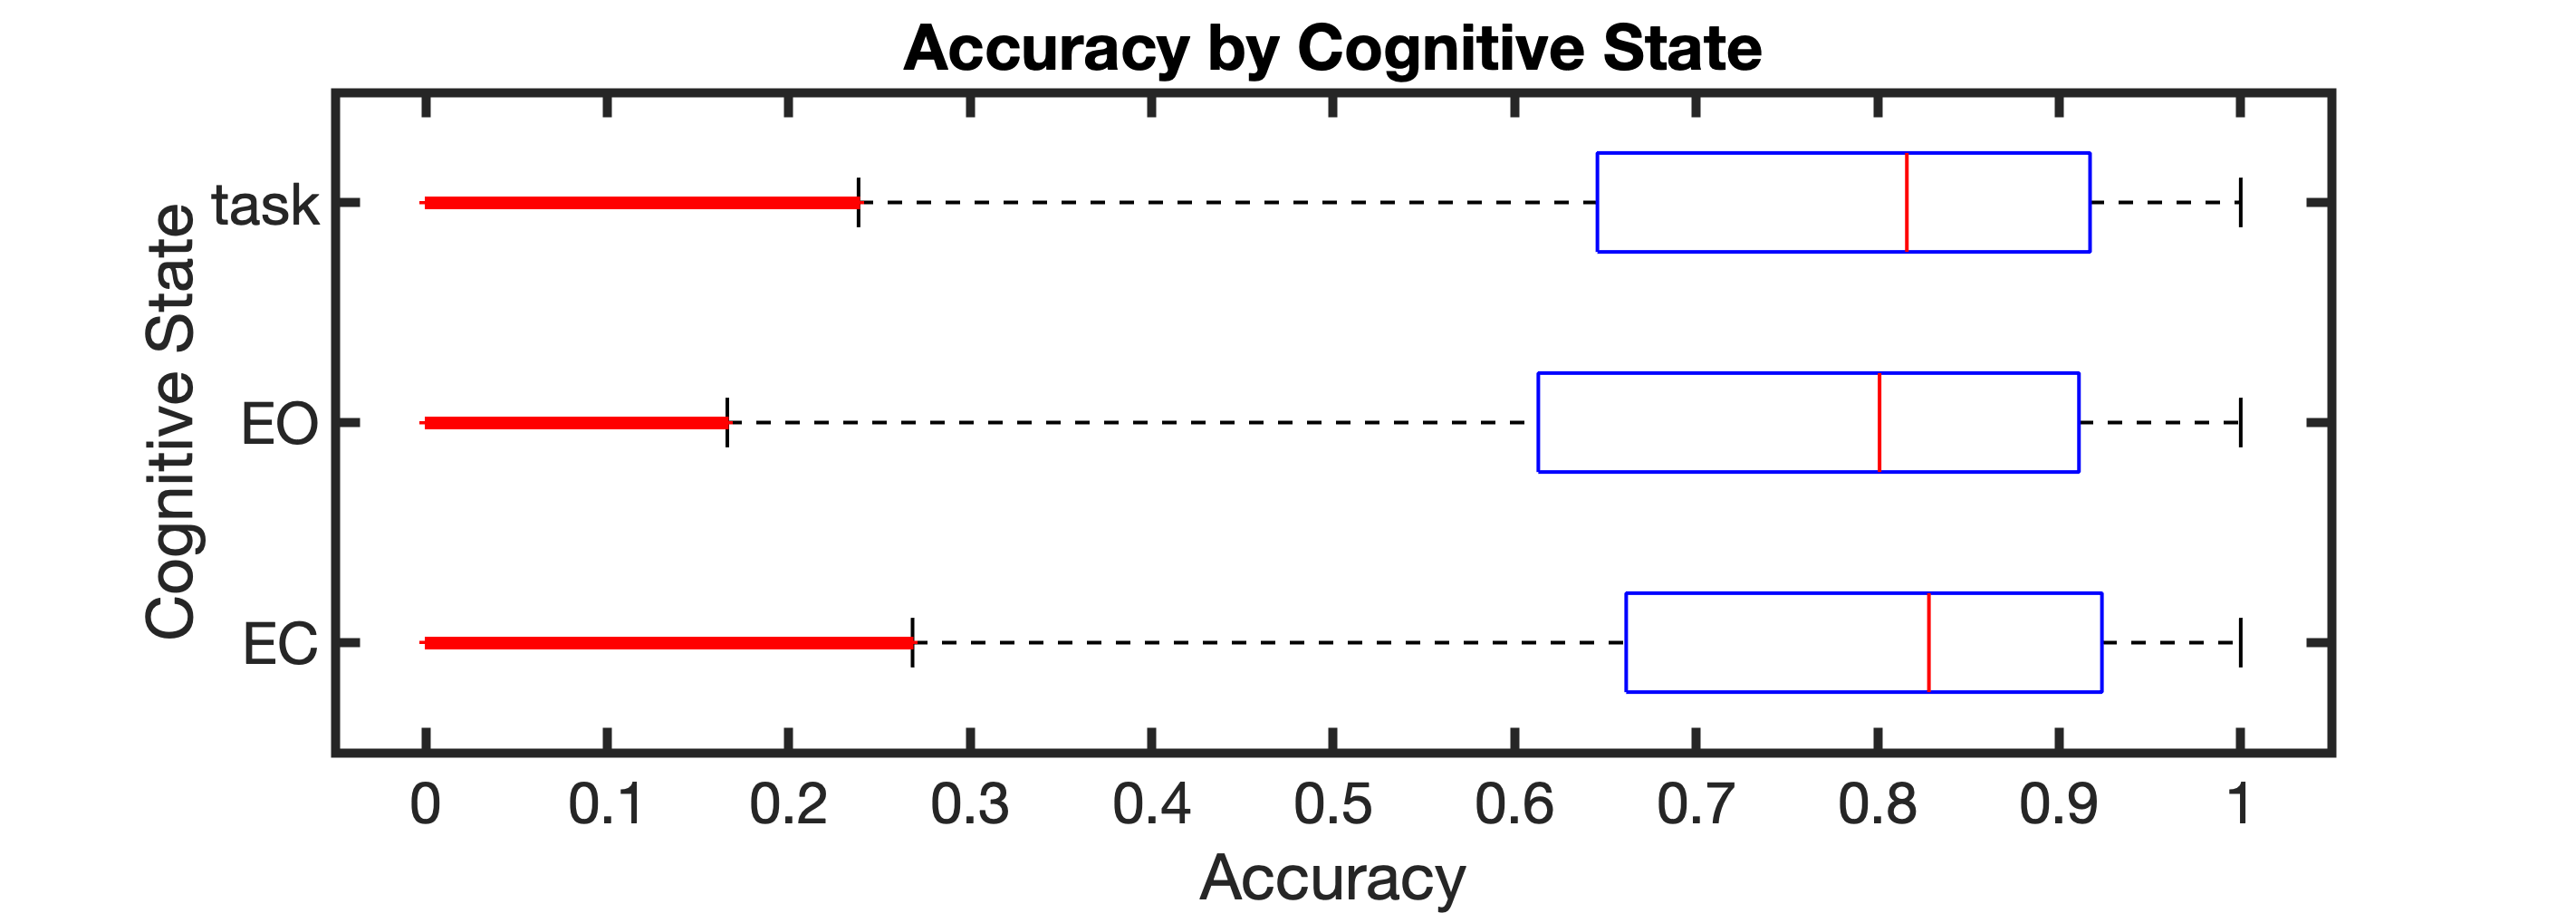 Accuracy by Cognitive State
Cognitive State
task
EO
EC
0 0.1 0.2 0.3 0.4 0.5 0.6 0.7 0.8 0.9 1
Accuracy